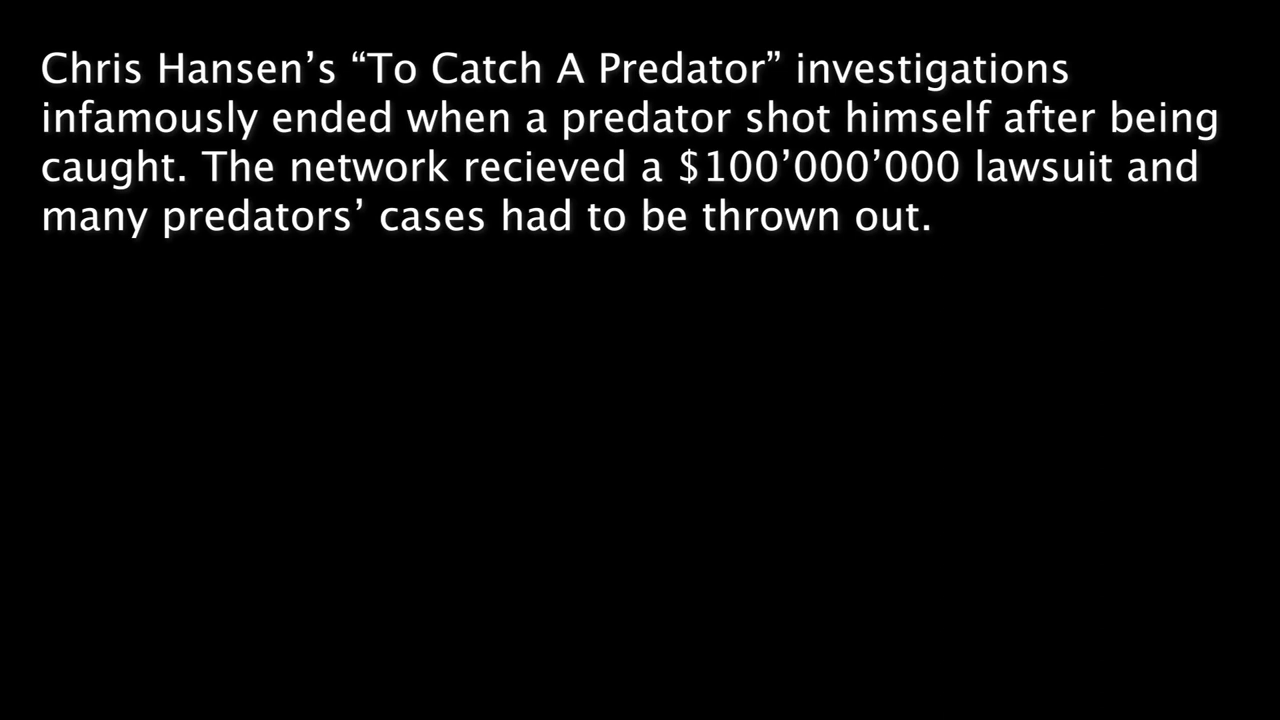 Chris Hansen’s “To Catch A Predator” investigations
infamously ended when a predator shot himself after being
caught. The network recieved a $100’000’000 lawsuit and
many predators’ cases had to be thrown out.